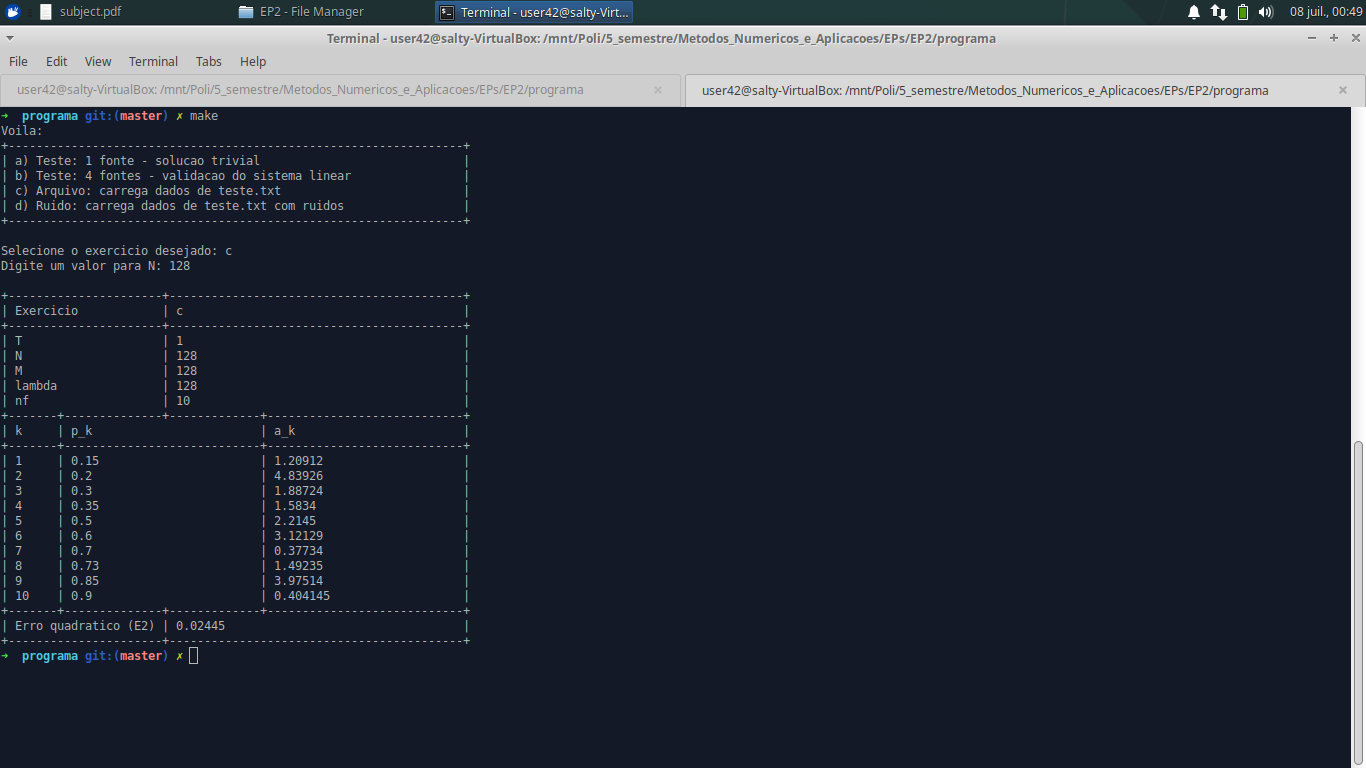 subject.pdf EP2 - File Manager Terminal - user42@salty-Virt... 08 juil., 00:49
Terminal - user42@salty-VirtualBox: /mnt/Poli/5_semestre/Metodos_Numericos_e_Aplicacoes/EPs/EP2/programa
File Edit View Terminal Tabs Help
user42@salty-VirtualBox: /mnt/Poli/5_semestre/Metodos_Numericos_e_Aplicacoes/EPs/EP2/programa user42@salty-VirtualBox: /mnt/Poli/5_semestre/Metodos_Numericos_e_Aplicacoes/EPs/EP2/programa
→ programa git:(master) ✗ make
Voila:
+-----------------------------------------------------------------+
| a) Teste: 1 fonte - solucao trivial |
| b) Teste: 4 fontes - validacao do sistema linear |
| c) Arquivo: carrega dados de teste.txt |
| d) Ruido: carrega dados de teste.txt com ruidos |
+-----------------------------------------------------------------+
Selecione o exercicio desejado: c
Digite um valor para N: 128
+----------------------+------------------------------------------+
| Exercicio | c |
+----------------------+------------------------------------------+
| T | 1 |
| N | 128 |
| M | 128 |
| lambda | 128 |
| nf | 10 |
+-------+--------------+-------------+----------------------------+
| k | p_k | a_k |
+-------+----------------------------+----------------------------+
| 1 | 0.15 | 1.20912 |
| 2 | 0.2 | 4.83926 |
| 3 | 0.3 | 1.88724 |
| 4 | 0.35 | 1.5834 |
| 5 | 0.5 | 2.2145 |
| 6 | 0.6 | 3.12129 |
| 7 | 0.7 | 0.37734 |
| 8 | 0.73 | 1.49235 |
| 9 | 0.85 | 3.97514 |
| 10 | 0.9 | 0.404145 |
+-------+--------------+-------------+----------------------------+
| Erro quadratico (E2) | 0.02445 |
+----------------------+------------------------------------------+
→ programa git:(master) ✗